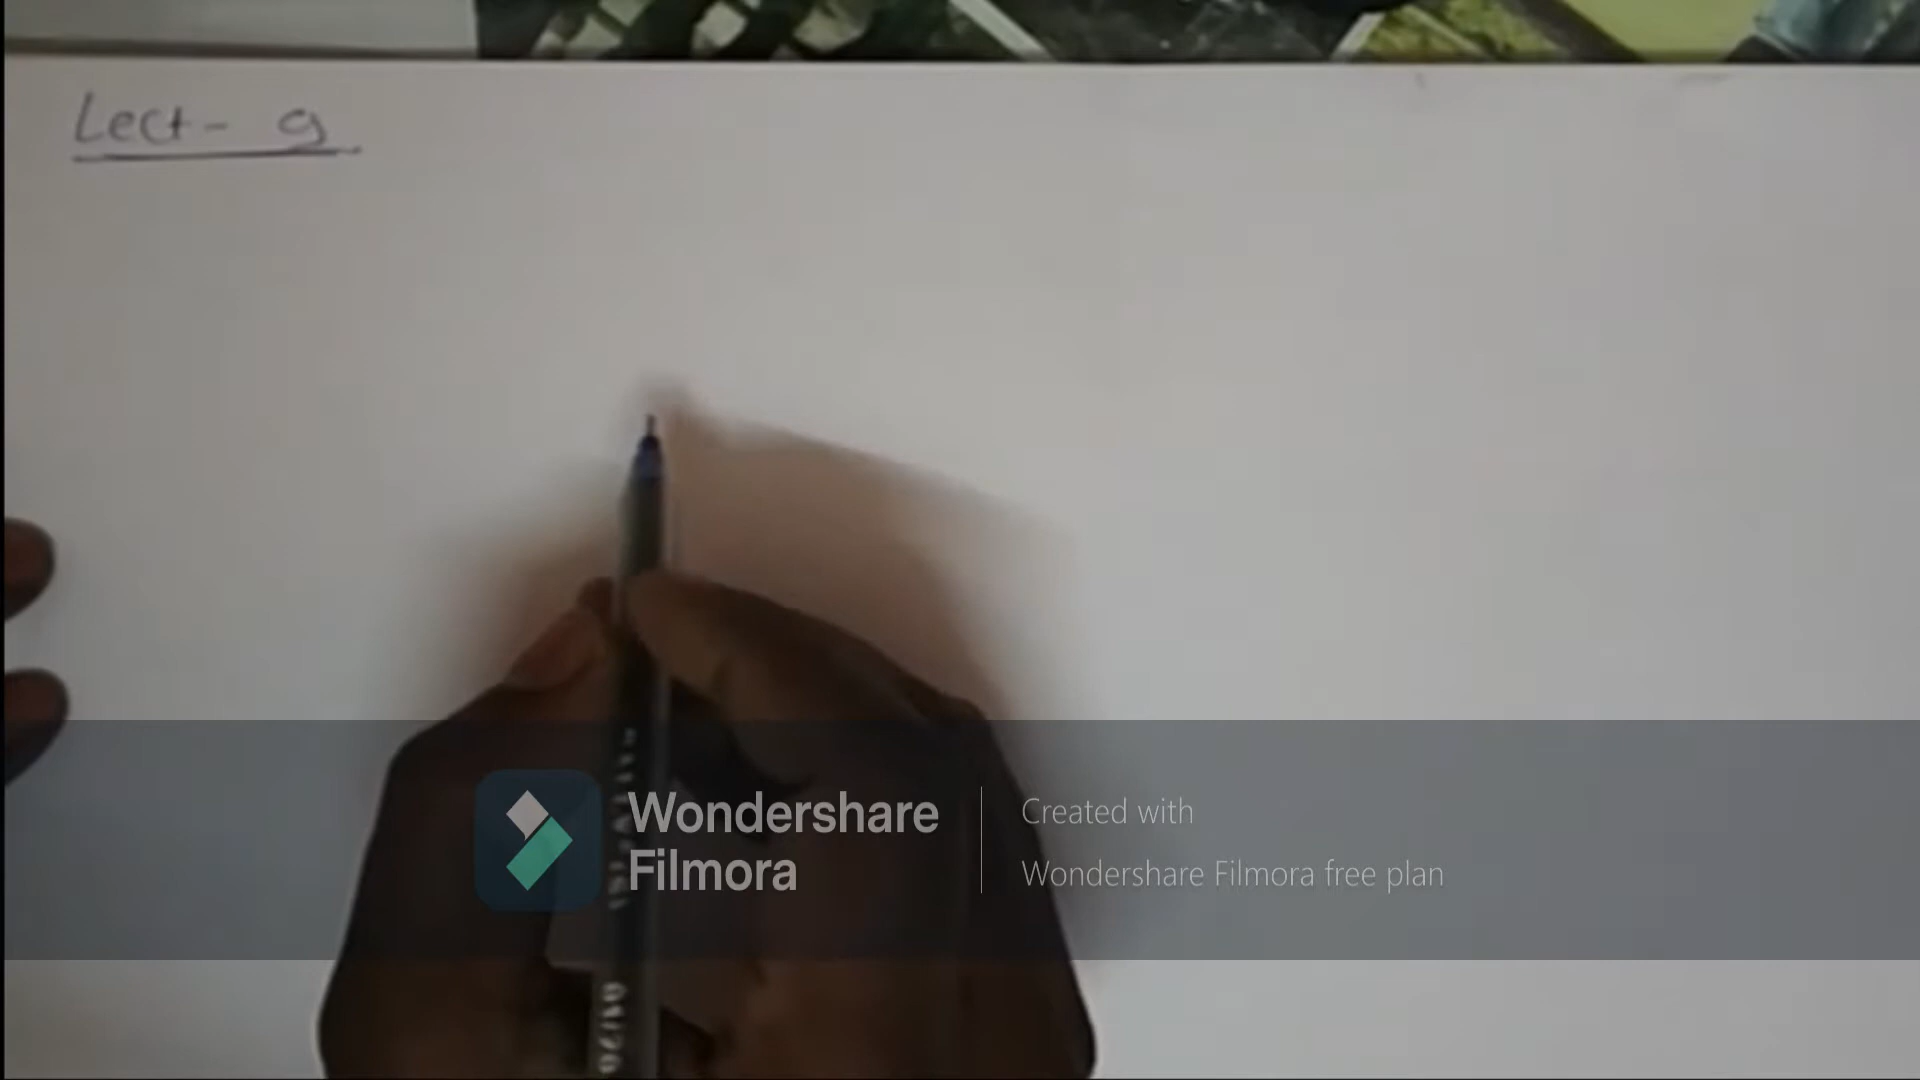 Lect - 9
Wondershare
Filmora
Created with
Wondershare Filmora free plan